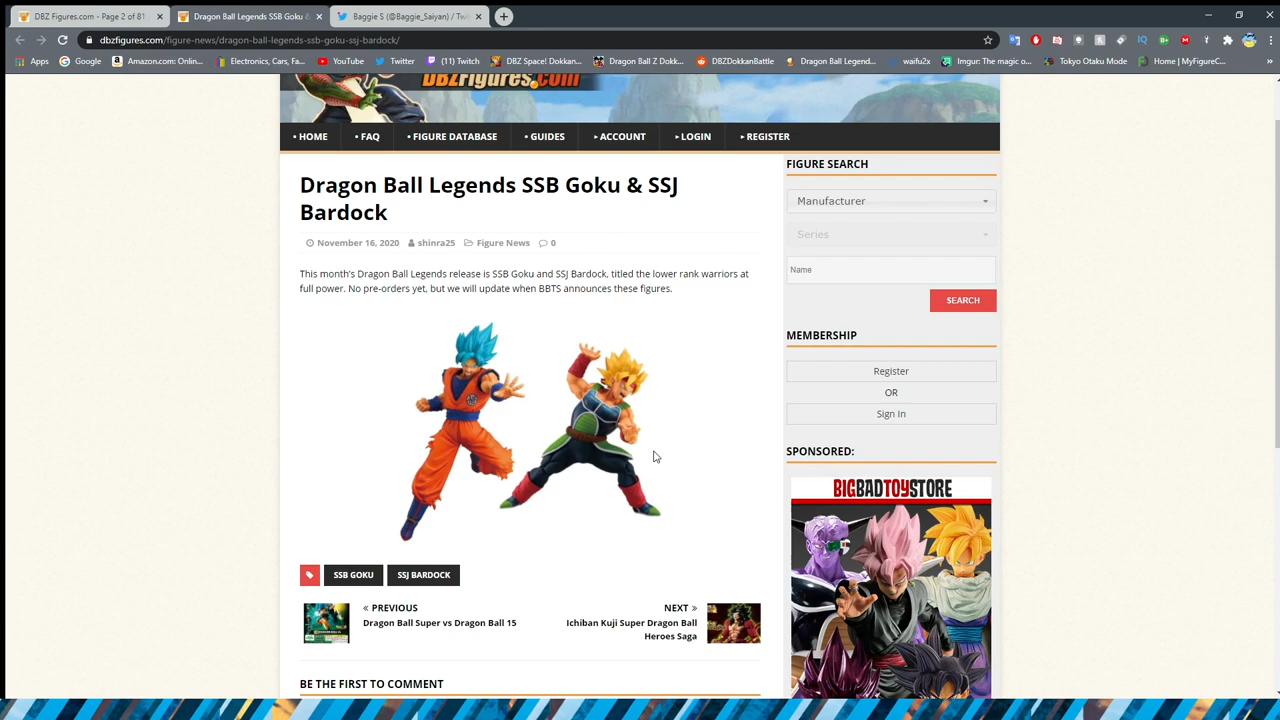 DBZ Figures.com - Page 2 of 81
Dragon Ball Legends SSB Goku &
Baggie S (@Baggie_Saiyan) / Twi
dbzfigures.com/figure-news/dragon-ball-legends-ssb-goku-ssj-bardock/
Apps
Google
Amazon.com: Onlin...
Electronics, Cars, Fa...
YouTube
Twitter
(11) Twitch
DBZ Space! Dokkan...
Dragon Ball Z Dokk...
DBZDokkanBattle
Dragon Ball Legend...
waifu2x
Imgur: The magic o...
Tokyo Otaku Mode
Home | MyFigureC...
DBZFigures.com
• HOME
• FAQ
• FIGURE DATABASE
• GUIDES
▸ ACCOUNT
▸ LOGIN
▸ REGISTER
Dragon Ball Legends SSB Goku & SSJ
Bardock
November 16, 2020
shinra25
Figure News
0
This month's Dragon Ball Legends release is SSB Goku and SSJ Bardock, titled the lower rank warriors at
full power. No pre-orders yet, but we will update when BBTS announces these figures.
SSB GOKU
SSJ BARDOCK
« PREVIOUS
Dragon Ball Super vs Dragon Ball 15
NEXT »
Ichiban Kuji Super Dragon Ball
Heroes Saga
BE THE FIRST TO COMMENT
FIGURE SEARCH
Manufacturer
Series
Name
SEARCH
MEMBERSHIP
Register
OR
Sign In
SPONSORED:
BIGBADTOYSTORE